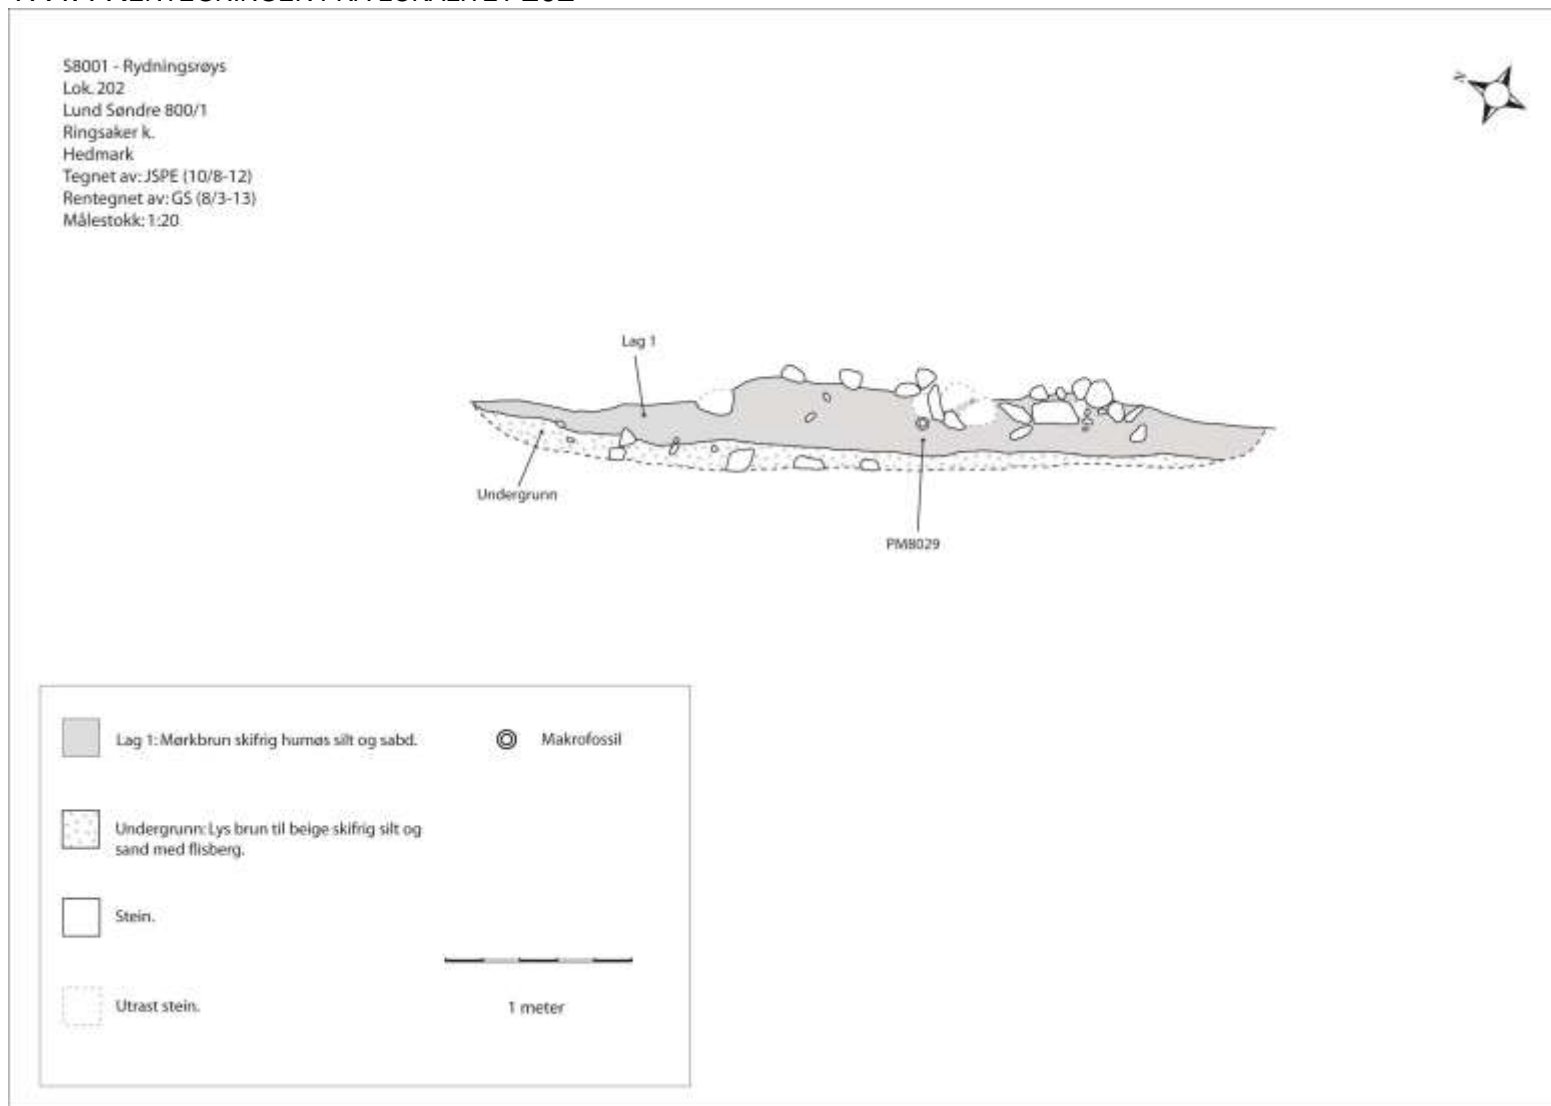 S8001 - Rydningsrøys
Lok. 202
Lund Søndre 800/1
Ringsaker k.
Hedmark
Tegnet av: JSPE (10/8-12)
Rentegnet av: GS (8/3-13)
Målestokk: 1:20
N
Lag 1
Undergrunn
PM8029
Lag 1: Mørkbrun skifrig humøs silt og sabd.
Makrofossil
Undergrunn: Lys brun til beige skifrig silt og
sand med flisberg.
Stein.
Utrast stein.
1 meter